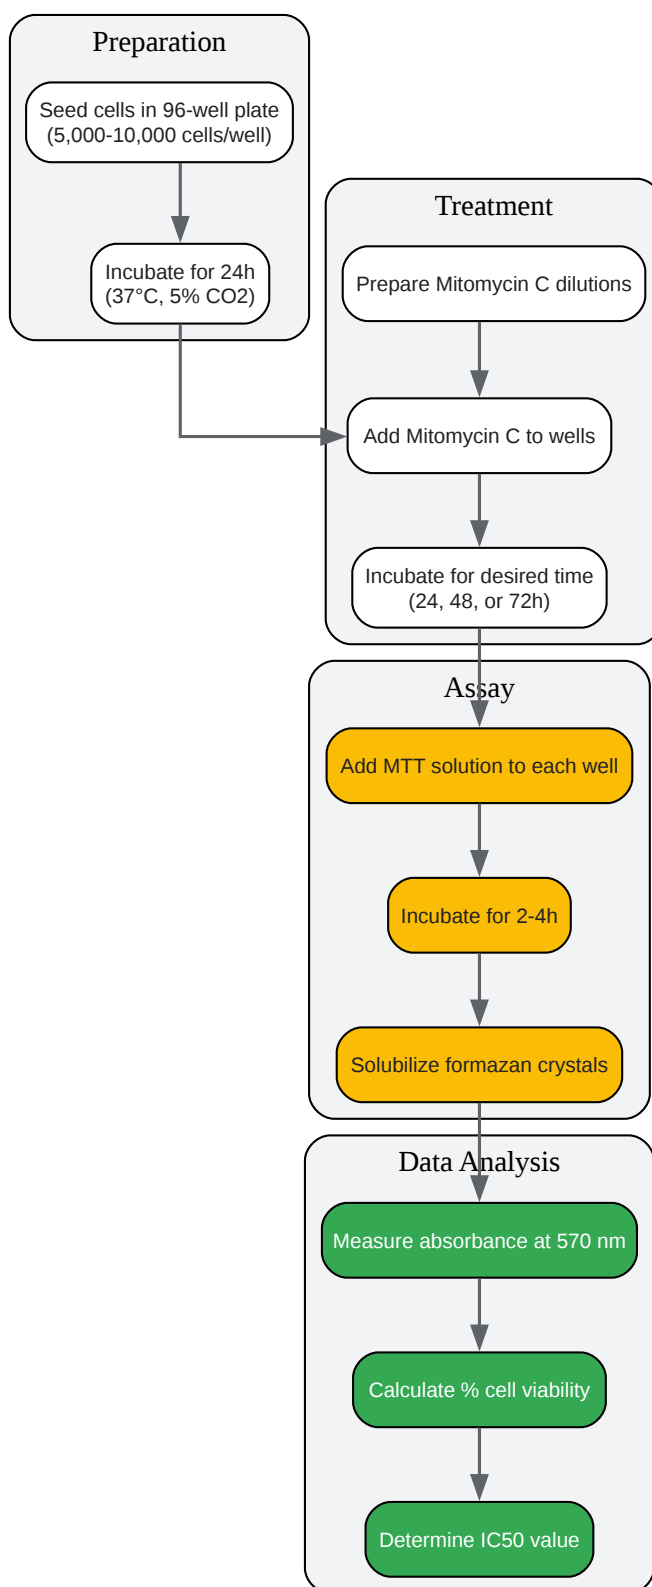 Preparation
Seed cells in 96-well plate
(5,000-10,000 cells/well)
Incubate for 24h
(37°C, 5% CO2)
Treatment
Prepare Mitomycin C dilutions
Add Mitomycin C to wells
Incubate for desired time
(24, 48, or 72h)
Assay
Add MTT solution to each well
Incubate for 2-4h
Solubilize formazan crystals
Data Analysis
Measure absorbance at 570 nm
Calculate % cell viability
Determine IC50 value